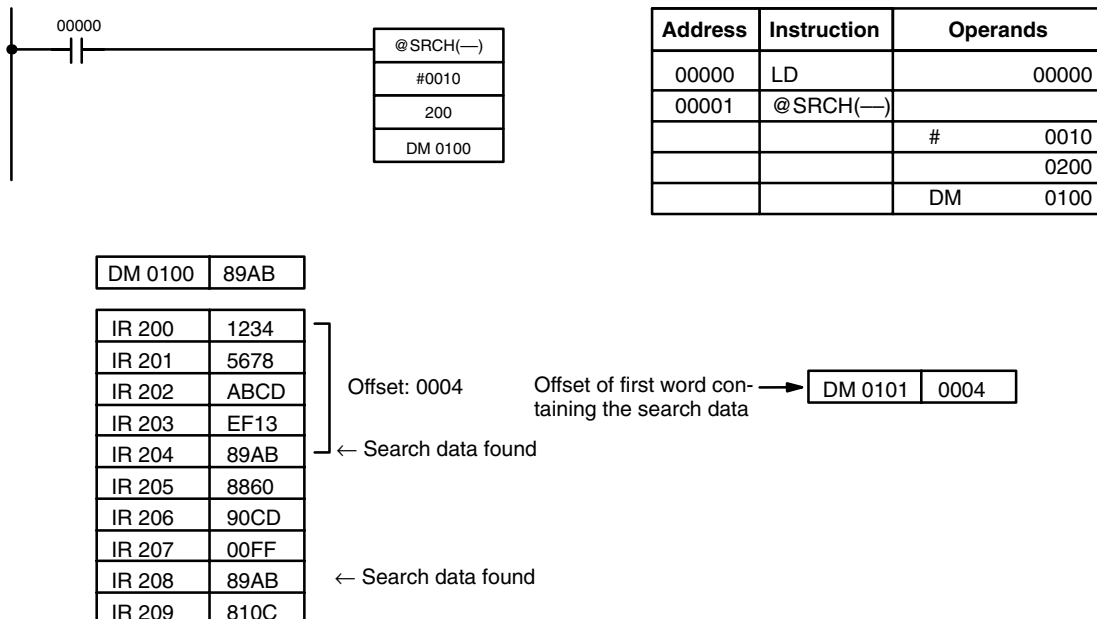 00000
@SRCH(—)
#0010
200
DM 0100
Address Instruction Operands
00000 LD 00000
00001 @SRCH(––)
# 0010
0200
DM 0100
DM 0100 89AB
IR 200 1234
IR 201 5678
IR 202 ABCD
IR 203 EF13
IR 204 89AB
IR 205 8860
IR 206 90CD
IR 207 00FF
IR 208 89AB
IR 209 810C
Offset: 0004
← Search data found
← Search data found
Offset of first word con-
taining the search data
DM 0101 0004